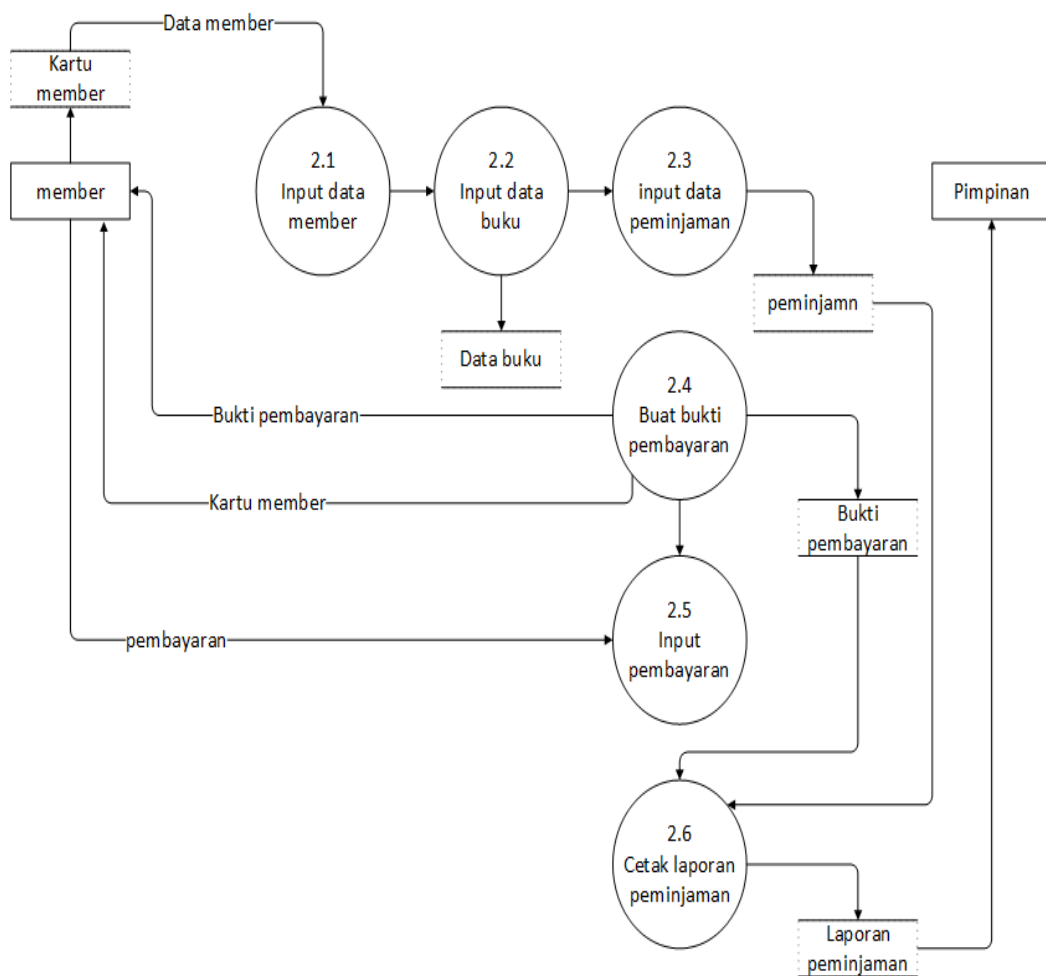 Data member
Kartu
member
member
2.1
Input data
member
2.2
Input data
buku
2.3
input data
peminjaman
Pimpinan
peminjamn
Data buku
2.4
Buat bukti
pembayaran
Bukti pembayaran
Kartu member
Bukti
pembayaran
2.5
Input
pembayaran
pembayaran
2.6
Cetak laporan
peminjaman
Laporan
peminjaman